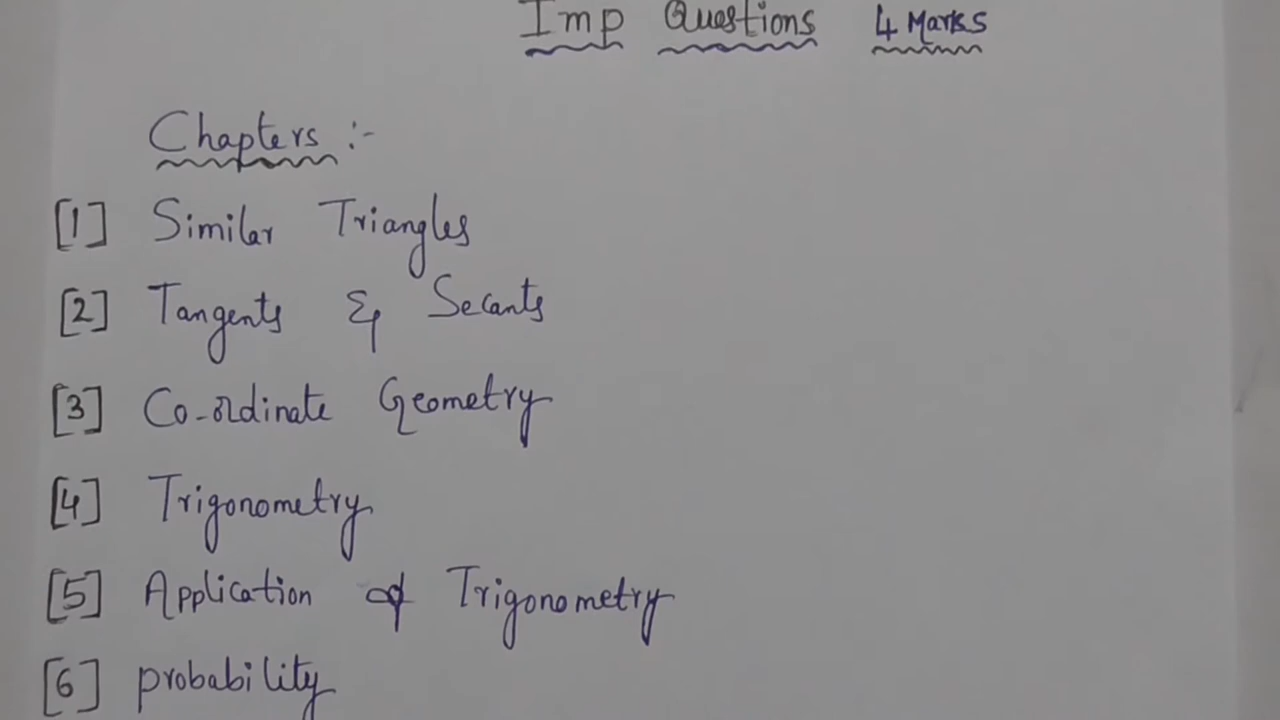 Imp Questions 4 Marks
Chapters :-
[1] Similar Triangles
[2] Tangents & Secants
[3] Co-ordinate Geometry
[4] Trigonometry
[5] Application of Trigonometry
[6] probability